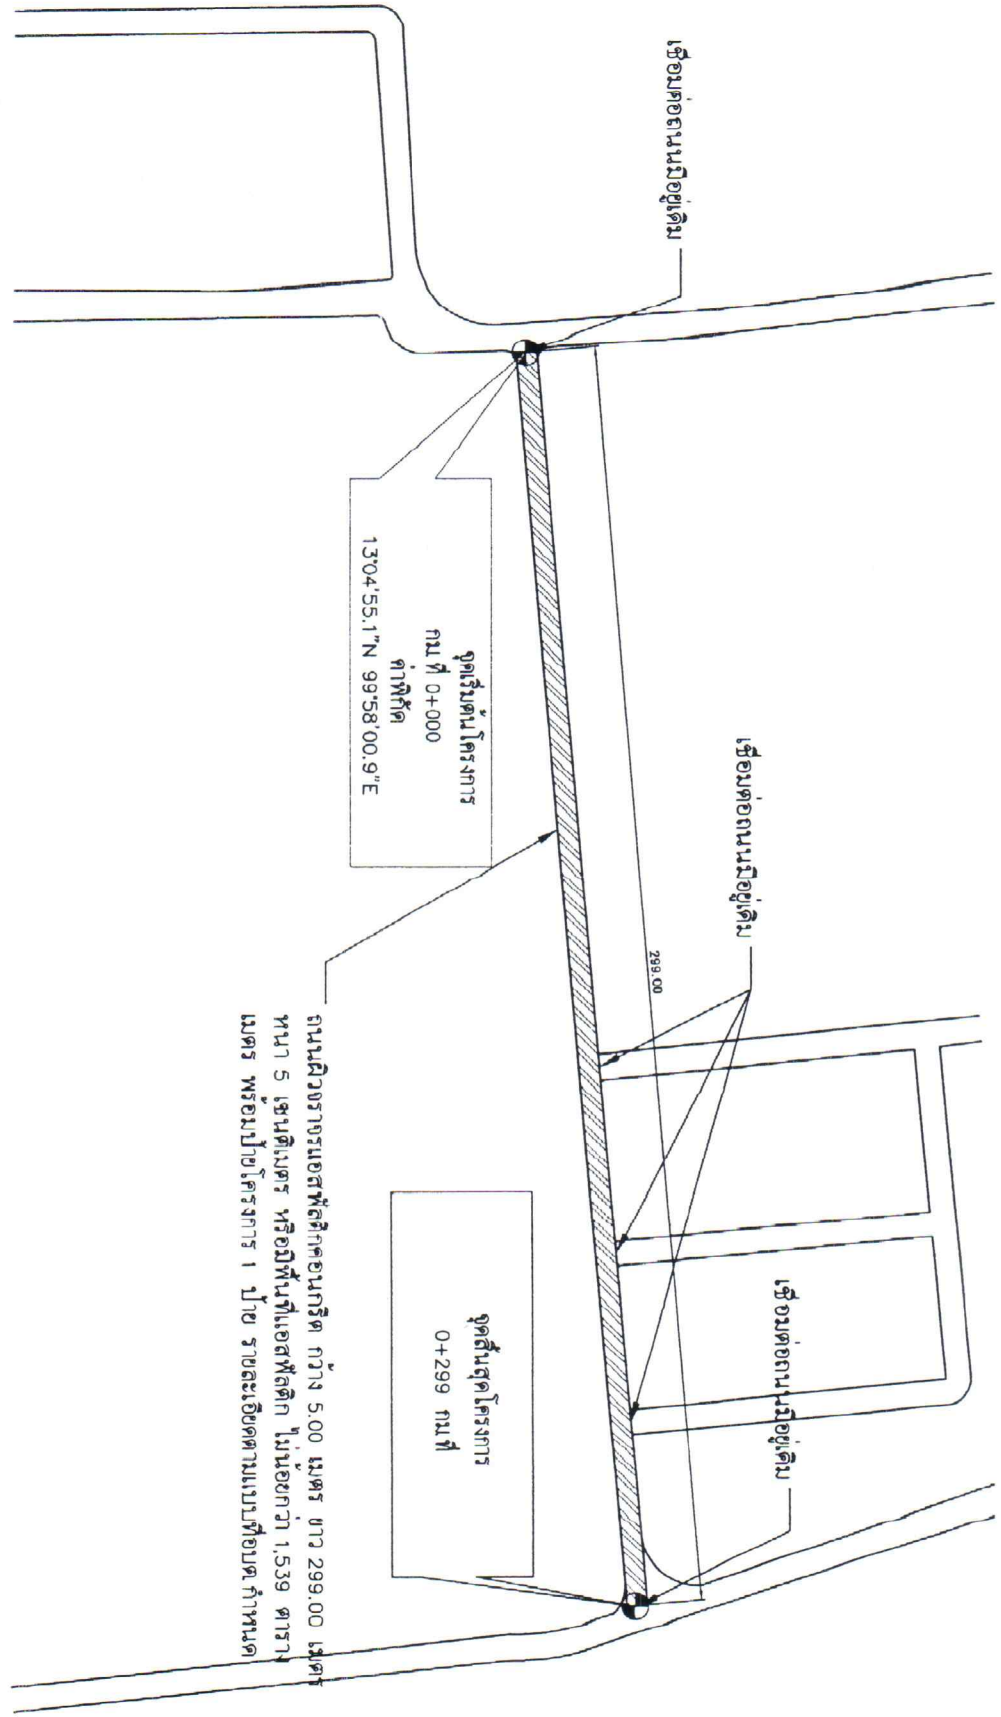 เชื่อมต่อถนนมีอยู่เดิม
เชื่อมต่อถนนมีอยู่เดิม
299.00
เชื่อมต่อถนนมีอยู่เดิม
จุดเริ่มต้นโครงการ
กม.ที่ 0+000
ค่าพิกัด
13°04'55.1"N 99°58'00.9"E
จุดสิ้นสุดโครงการ
0+299 กม.ที่
ถนนผิวจราจรแอสฟัลติกคอนกรีต กว้าง 5.00 เมตร ยาว 299.00 เมตร
หนา 5 เซนติเมตร หรือมีพื้นที่แอสฟัลติก ไม่น้อยกว่า 1,539 ตาราง
เมตร พร้อมป้ายโครงการ 1 ป้าย รายละเอียดตามแบบที่อบต.กำหนด